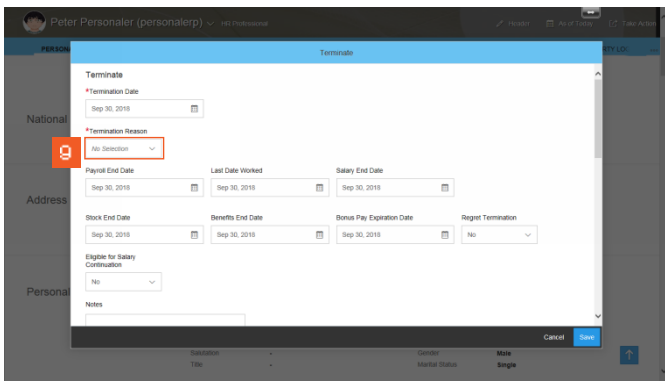 Peter Personaler (personalerp) HR Professional Header As of Today Take Action
PERSON
Terminate
RTY LOC ...
Terminate
*Termination Date
Sep 30, 2018
National
*Termination Reason
9 No Selection
Payroll End Date Last Date Worked Salary End Date
Sep 30, 2018 Sep 30, 2018 Sep 30, 2018
Address
Stock End Date Benefits End Date Bonus Pay Expiration Date Regret Termination
Sep 30, 2018 Sep 30, 2018 Sep 30, 2018 No
Eligible for Salary
Continuation
No
Personal
Notes
Cancel Save
Salutation - Gender Male
Title - Marital Status Single